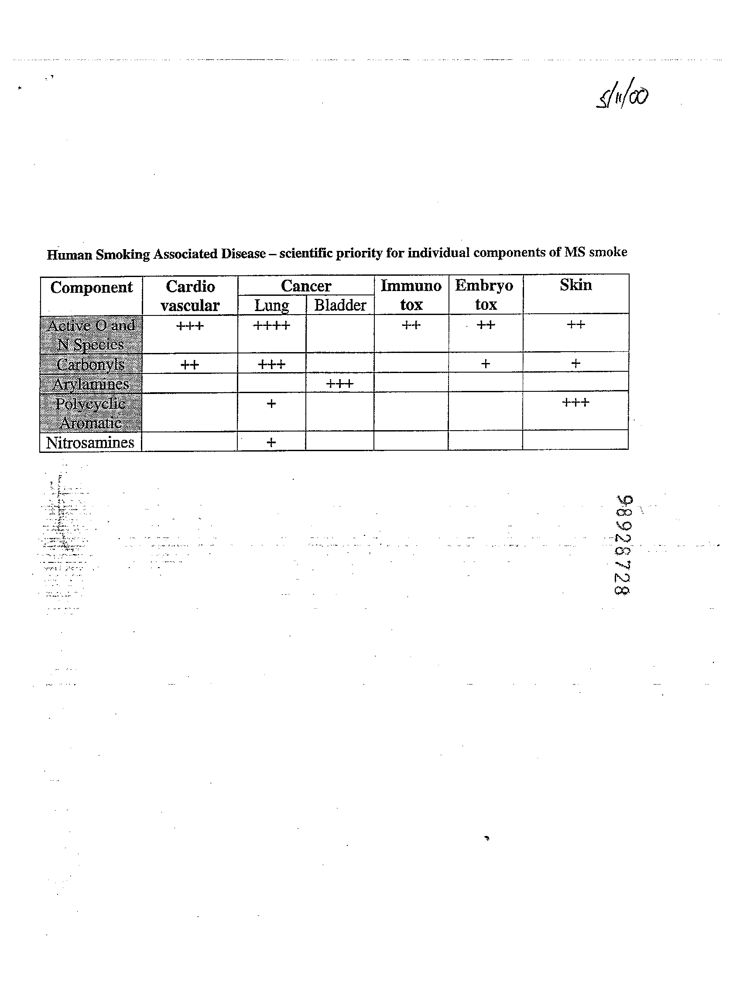 5/11/00
Human Smoking Associated Disease – scientific priority for individual components of MS smoke
Component Cardio Cancer Immuno Embryo Skin
vascular Lung Bladder tox tox
Active O and +++ ++++ ++ ++ ++
N Species
Carbonyls ++ +++ + +
Arylamines +++
Polycyclic + +++
Aromatic
Nitrosamines +
98928728